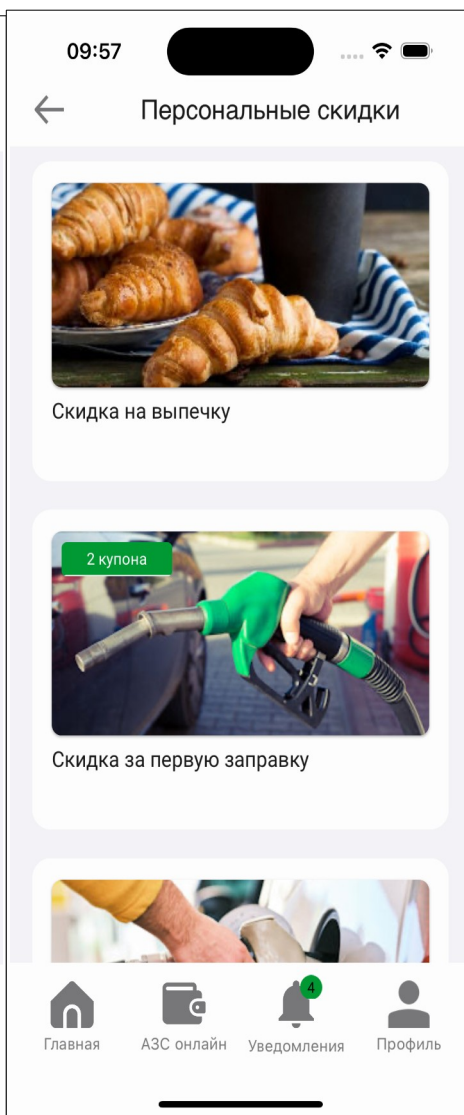 09:57
Персональные скидки
Скидка на выпечку
2 купона
Скидка за первую заправку
4
Главная
АЗС онлайн
Уведомления
Профиль